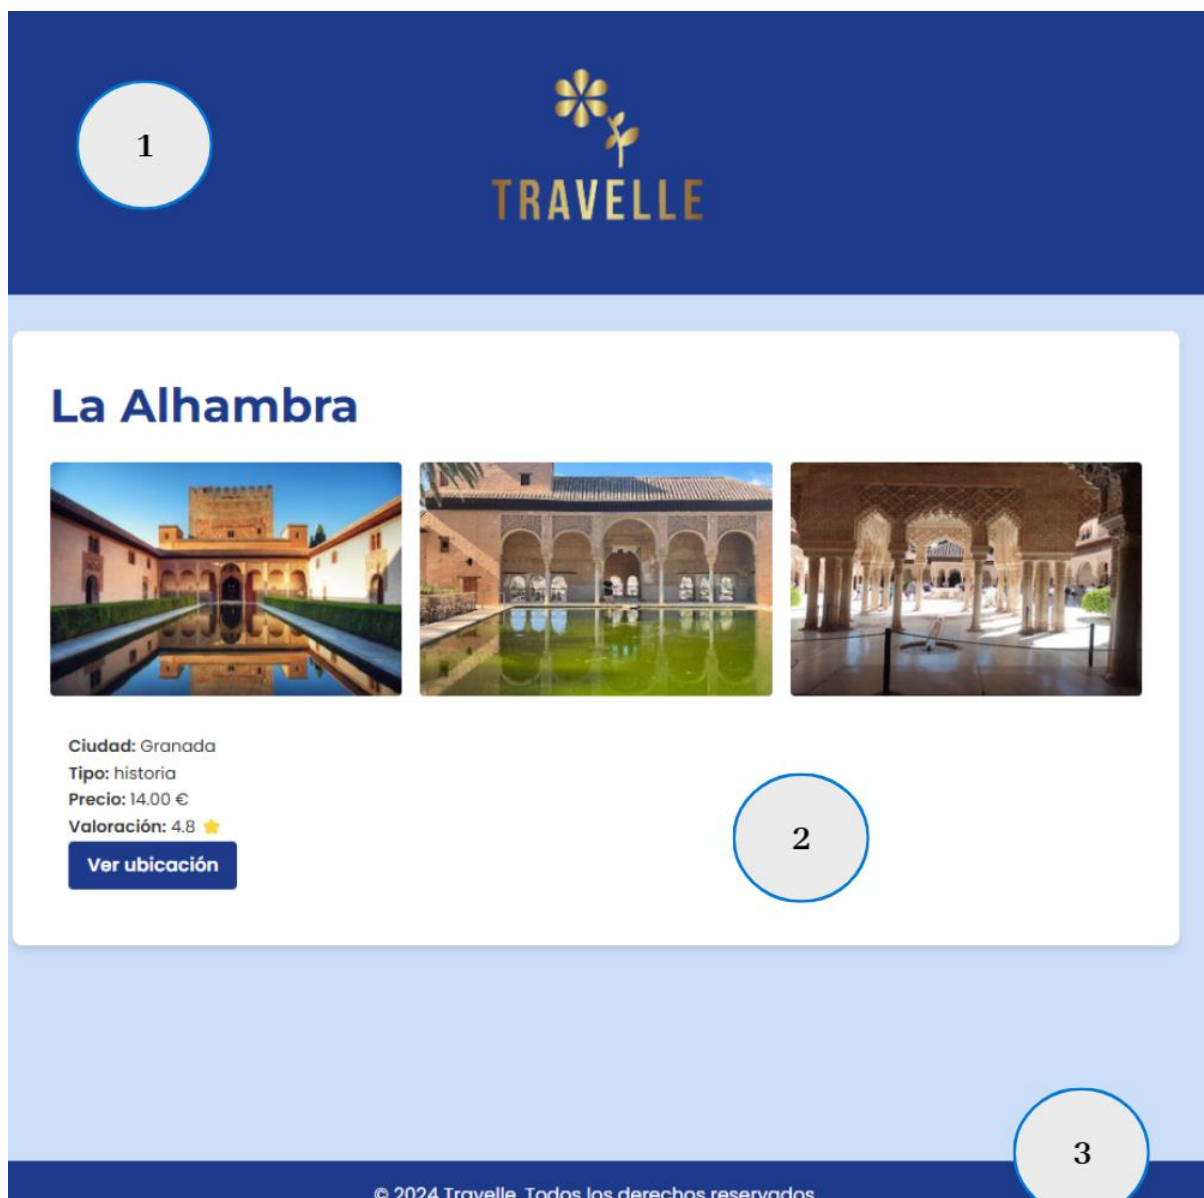 1
TRAVELLE
La Alhambra
Ciudad: Granada
Tipo: historia
Precio: 14.00 €
Valoración: 4.8
Ver ubicación
2
3
© 2024 Travelle. Todos los derechos reservados.